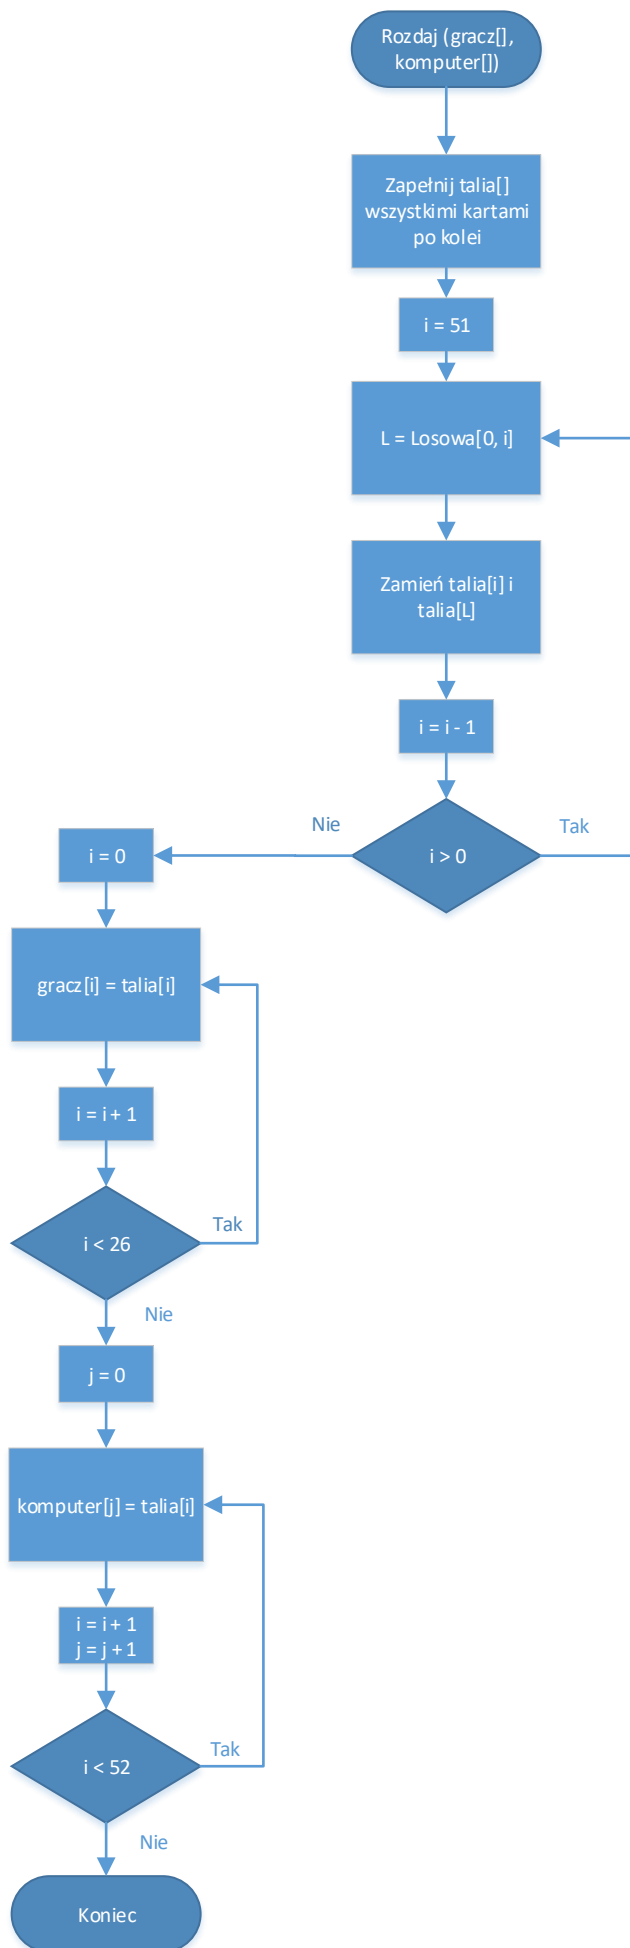 Rozdaj (gracz[],
komputer[])
Zapełnij talia[]
wszystkimi kartami
po kolei
i = 51
L = Losowa[0, i]
Zamień talia[i] i
talia[L]
i = i - 1
Nie
Tak
i > 0
i = 0
gracz[i] = talia[i]
i = i + 1
Tak
i < 26
Nie
j = 0
komputer[j] = talia[i]
i = i + 1
j = j + 1
Tak
i < 52
Nie
Koniec